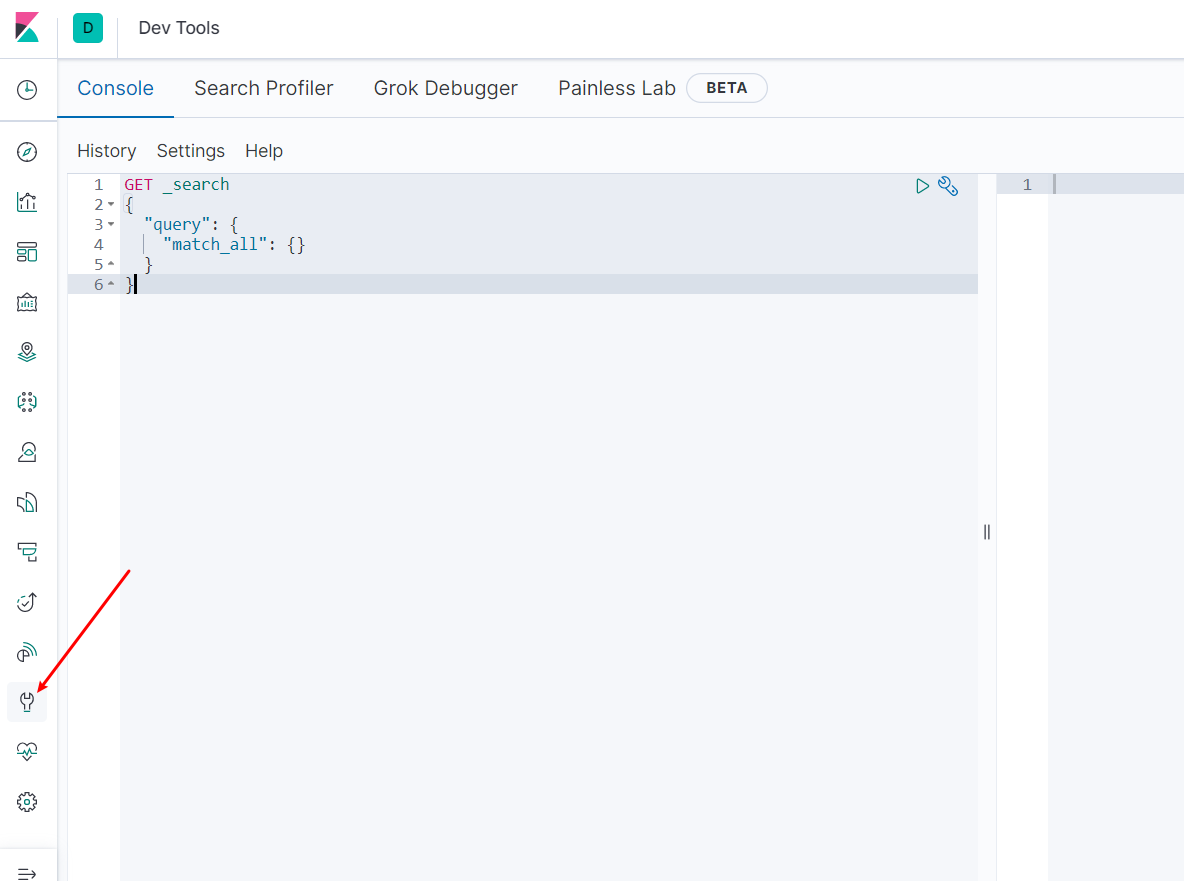 D Dev Tools
Console Search Profiler Grok Debugger Painless Lab BETA
History Settings Help
1 GET _search
2 {
3 "query": {
4 "match_all": {}
5 }
6 }
1